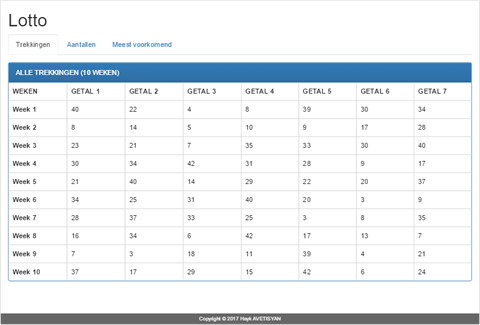 Lotto
Trekkingen Aantallen Meest voorkomend
ALLE TREKKINGEN (10 WEKEN)
WEKEN GETAL 1 GETAL 2 GETAL 3 GETAL 4 GETAL 5 GETAL 6 GETAL 7
Week 1 40 22 4 8 39 30 34
Week 2 8 14 5 10 9 17 28
Week 3 23 21 7 35 33 30 40
Week 4 30 34 42 31 28 9 17
Week 5 21 40 14 29 22 20 37
Week 6 34 25 31 40 20 3 9
Week 7 28 37 33 25 3 8 35
Week 8 16 34 6 42 17 13 7
Week 9 7 3 18 11 39 4 21
Week 10 37 17 29 15 42 6 24
Copyright © 2017 Hayk AVETISYAN